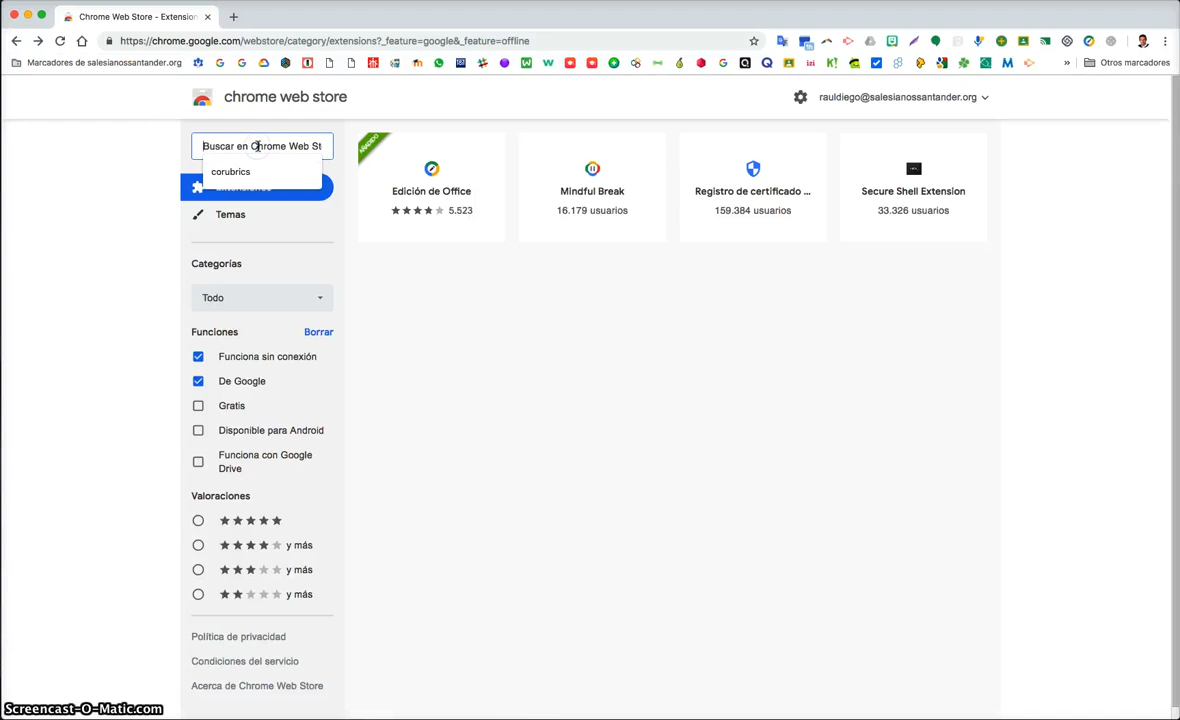 Chrome Web Store - Extension
https://chrome.google.com/webstore/category/extensions?_feature=google&_feature=offline
Marcadores de salesianossantander.org
Otros marcadores
chrome web store
rauldiego@salesianossantander.org
Buscar en Chrome Web St
corubrics
Temas
Categorías
Todo
Funciones
Borrar
Funciona sin conexión
De Google
Gratis
Disponible para Android
Funciona con Google
Drive
Valoraciones
y más
y más
y más
Política de privacidad
Condiciones del servicio
Acerca de Chrome Web Store
AÑADIDO
Edición de Office
5.523
Mindful Break
16.179 usuarios
Registro de certificado ...
159.384 usuarios
Secure Shell Extension
33.326 usuarios
Screencast-O-Matic.com